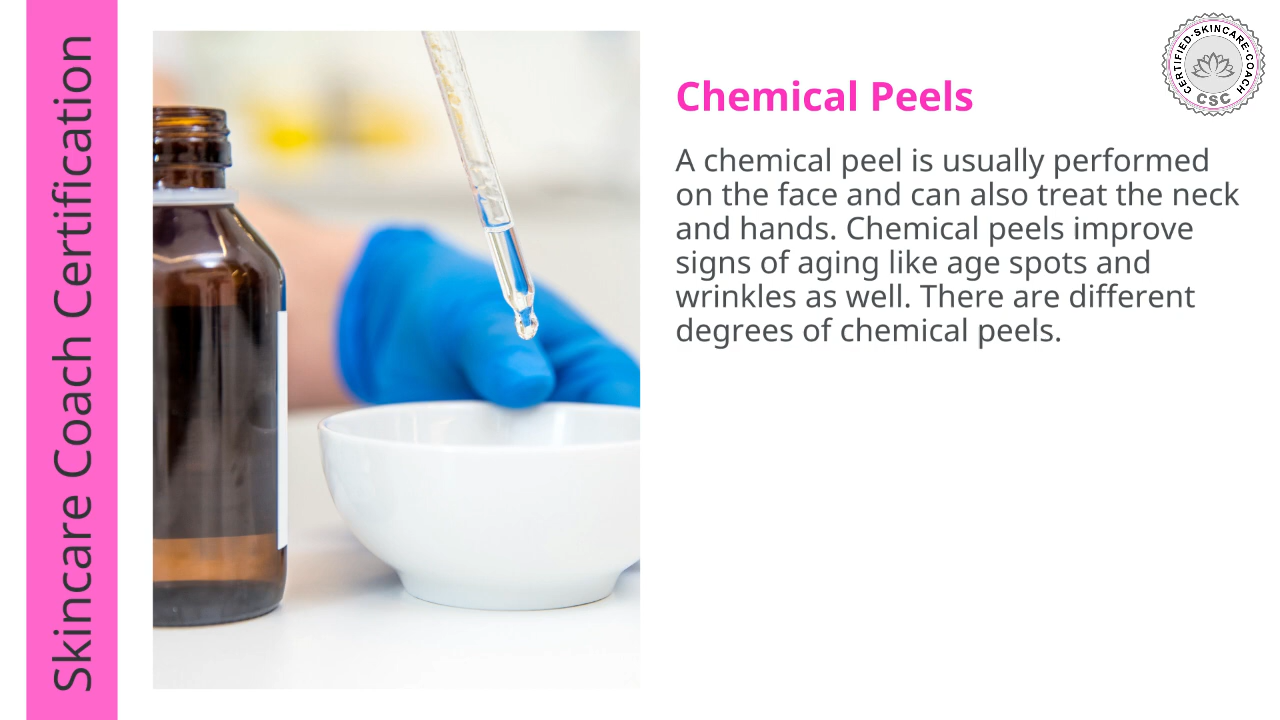 Skincare Coach Certification
CERTIFIED·SKINCARE·COACH
CSC
Chemical Peels
A chemical peel is usually performed
on the face and can also treat the neck
and hands. Chemical peels improve
signs of aging like age spots and
wrinkles as well. There are different
degrees of chemical peels.